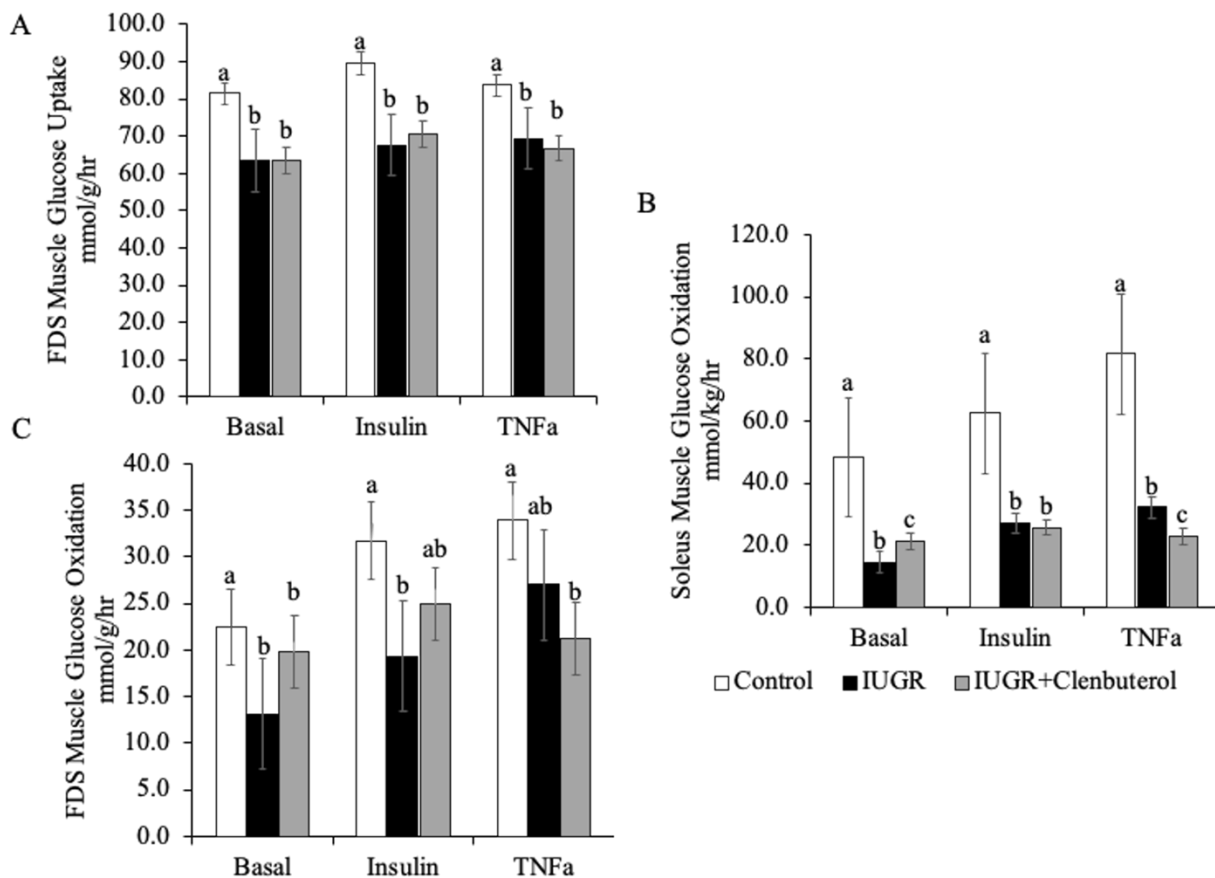 A
FDS Muscle Glucose Uptake
mmol/g/hr
100.0
90.0
80.0
70.0
60.0
50.0
40.0
30.0
20.0
10.0
0.0
a
b
b
a
b
b
a
b
b
Basal Insulin TNFa
B
Soleus Muscle Glucose Oxidation
mmol/kg/hr
120.0
100.0
80.0
60.0
40.0
20.0
0.0
a
b
c
a
b
b
a
b
c
Basal Insulin TNFa
Control IUGR IUGR+Clenbuterol
C
FDS Muscle Glucose Oxidation
mmol/g/hr
40.0
35.0
30.0
25.0
20.0
15.0
10.0
5.0
0.0
a
b
b
a
b
ab
a
ab
b
Basal Insulin TNFa